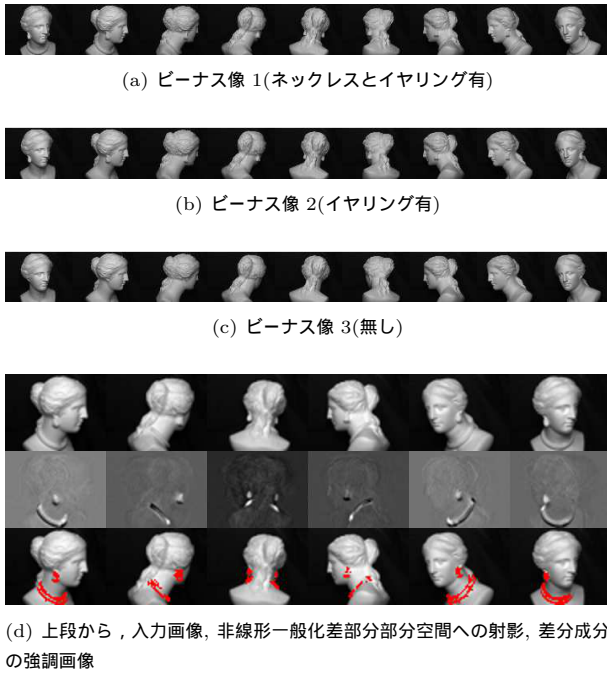 (a) ビーナス像 1(ネックレスとイヤリング有)
(b) ビーナス像 2(イヤリング有)
(c) ビーナス像 3(無し)
(d) 上段から，入力画像, 非線形一般化差部分部分空間への射影, 差分成分
の強調画像